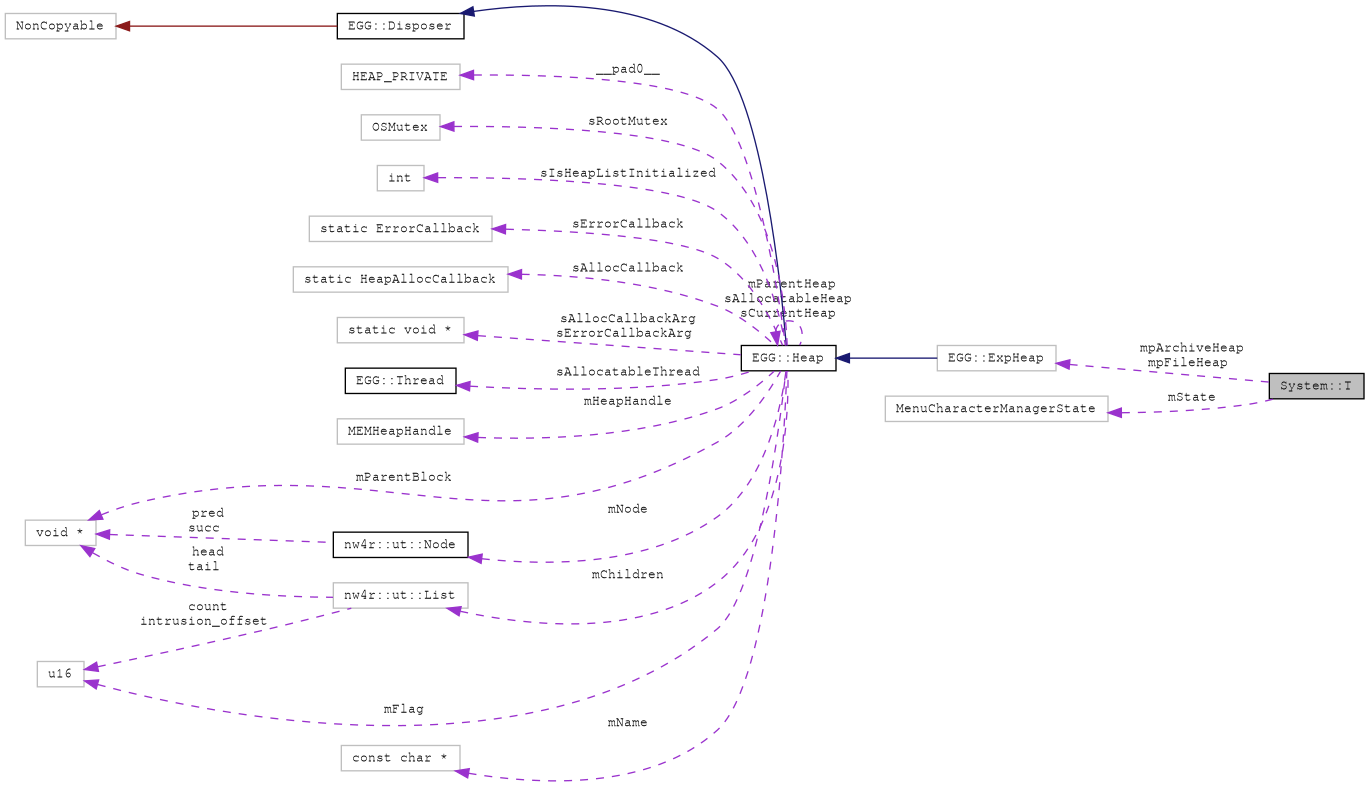 NonCopyable
EGG::Disposer
HEAP_PRIVATE
__pad0__
OSMutex
sRootMutex
int
sIsHeapListInitialized
static ErrorCallback
sErrorCallback
static HeapAllocCallback
sAllocCallback
mParentHeap
sAllocatableHeap
sCurrentHeap
static void *
sAllocCallbackArg
sErrorCallbackArg
EGG::Heap
EGG::ExpHeap
mpArchiveHeap
mpFileHeap
System::T
EGG::Thread
sAllocatableThread
mHeapHandle
MenuCharacterManagerState
mState
MEMHeapHandle
mParentBlock
void *
pred
succ
nw4r::ut::Node
mNode
head
tail
nw4r::ut::List
mChildren
count
intrusion_offset
u16
mFlag
mName
const char *